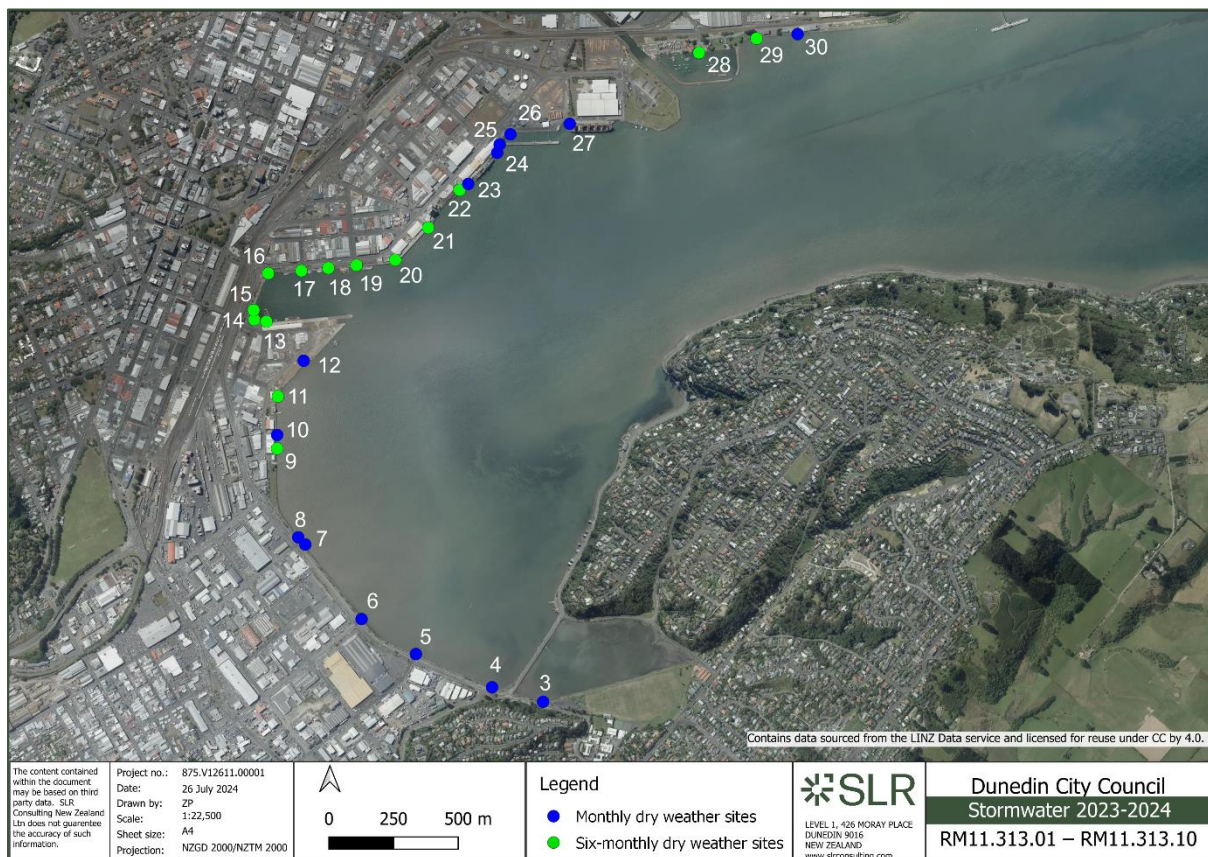 30
29
28
26
27
25
24
23
22
21
20
16
17
18
19
15
14
13
12
11
10
9
8
7
6
5
4
3
Contains data sourced from the LINZ Data service and licensed for reuse under CC by 4.0.
The content contained
within the document
may be based on third
party data. SLR
Consulting New Zealand
Ltn does not guarentee
the accuracy of such
information.
Project no.: 875.V12611.00001
Date: 26 July 2024
Drawn by: ZP
Scale: 1:22,500
Sheet size: A4
Projection: NZGD 2000/NZTM 2000
0 250 500 m
Legend
Monthly dry weather sites
Six-monthly dry weather sites
SLR
LEVEL 1, 426 MORAY PLACE
DUNEDIN 9016
NEW ZEALAND
www.slrconsulting.com
Dunedin City Council
Stormwater 2023-2024
RM11.313.01 – RM11.313.10